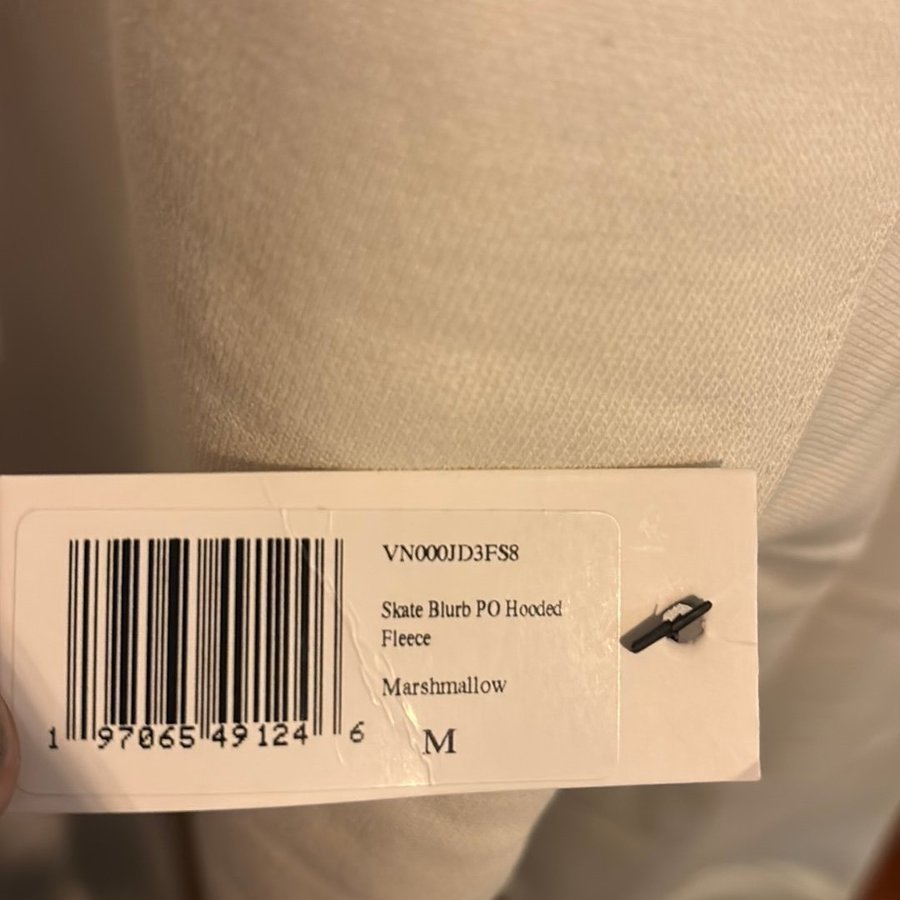 VN000JD3FS8
Skate Blurb PO Hooded
Fleece
Marshmallow
M
1 97065 49124 6